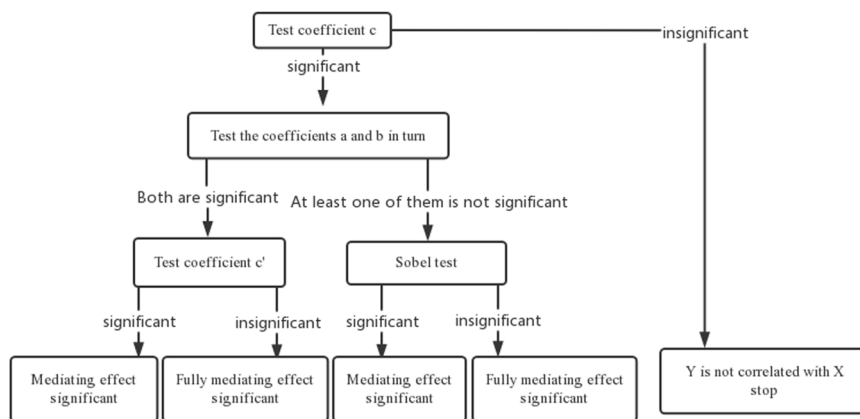 Test coefficient c
insignificant
significant
Test the coefficients a and b in turn
Both are significant
At least one of them is not significant
Test coefficient c'
Sobel test
significant
insignificant
significant
insignificant
Mediating effect
significant
Fully mediating effect
significant
Mediating effect
significant
Fully mediating effect
significant
Y is not correlated with X
stop